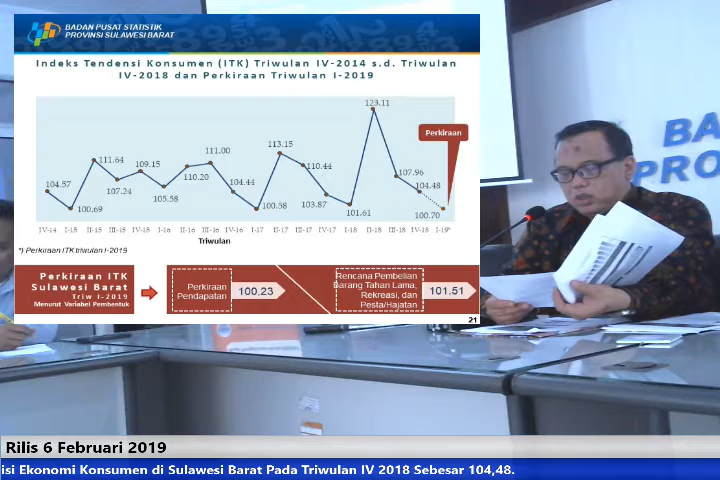 BADAN PUSAT STATISTIK
PROVINSI SULAWESI BARAT
Indeks Tendensi Konsumen (ITK) Triwulan IV-2014 s.d. Triwulan
IV-2018 dan Perkiraan Triwulan I-2019
123.11
Perkiraan
104.57
100.69
111.64
107.24
109.15
105.58
110.20
111.00
104.44
100.58
113.15
110.44
103.87
101.61
107.96
104.48
100.70
IV-14 I-15 II-15 III-15 IV-15 I-16 II-16 III-16 IV-16 I-17 II-17 III-17 IV-17 I-18 II-18 III-18 IV-18 I-19*
Triwulan
*) Perkiraan ITK triwulan I-2019
Perkiraan ITK
Sulawesi Barat
Triw I-2019
Menurut Variabel Pembentuk
Perkiraan
Pendapatan
100.23
Rencana Pembelian
Barang Tahan Lama,
Rekreasi, dan
Pesta/Hajatan
101.51
21
BA
PRO
Rilis 6 Februari 2019
isi Ekonomi Konsumen di Sulawesi Barat Pada Triwulan IV 2018 Sebesar 104,48.